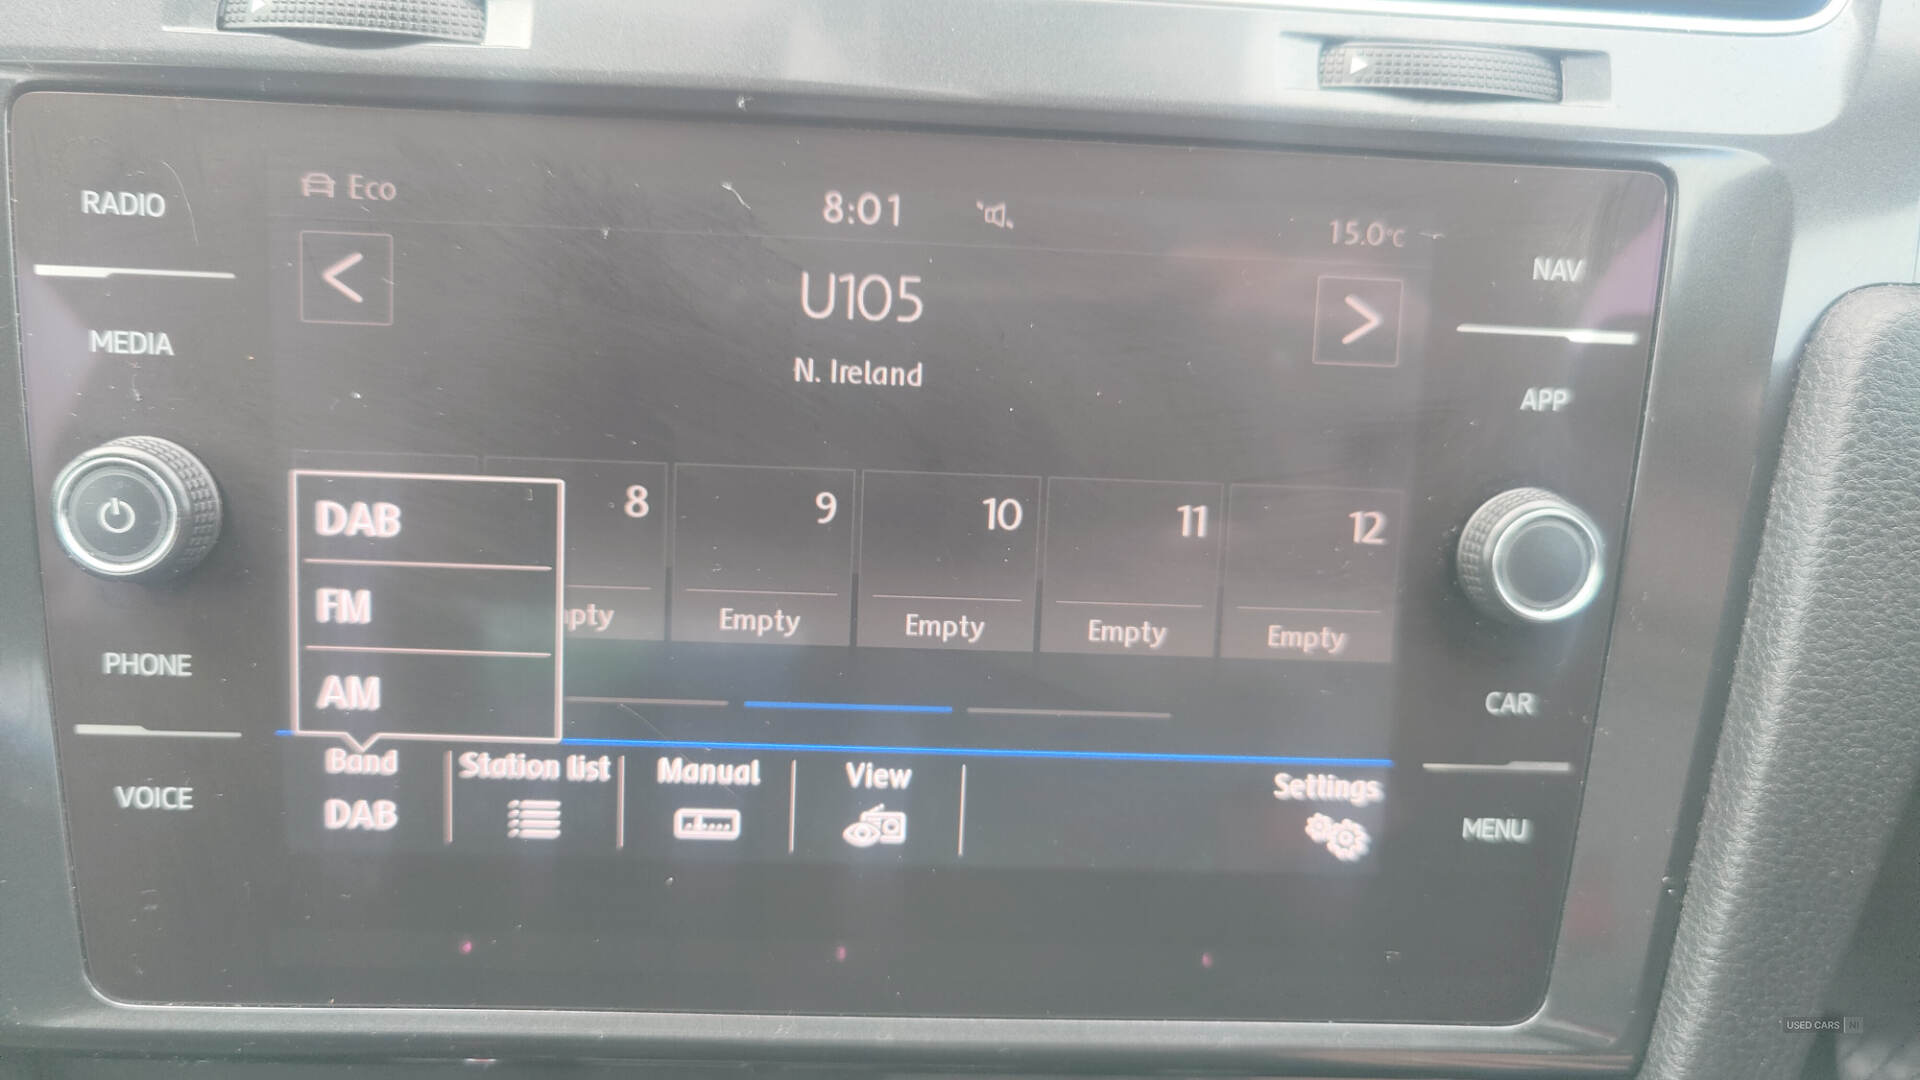 RADIO
MEDIA
PHONE
VOICE
Eco
8:01
15.0°C
U105
N. Ireland
DAB
FM
AM
8
9
10
11
12
Empty
Empty
Empty
Empty
Band
DAB
Station list
Manual
View
Settings
NAV
APP
CAR
MENU
USED CARS NI